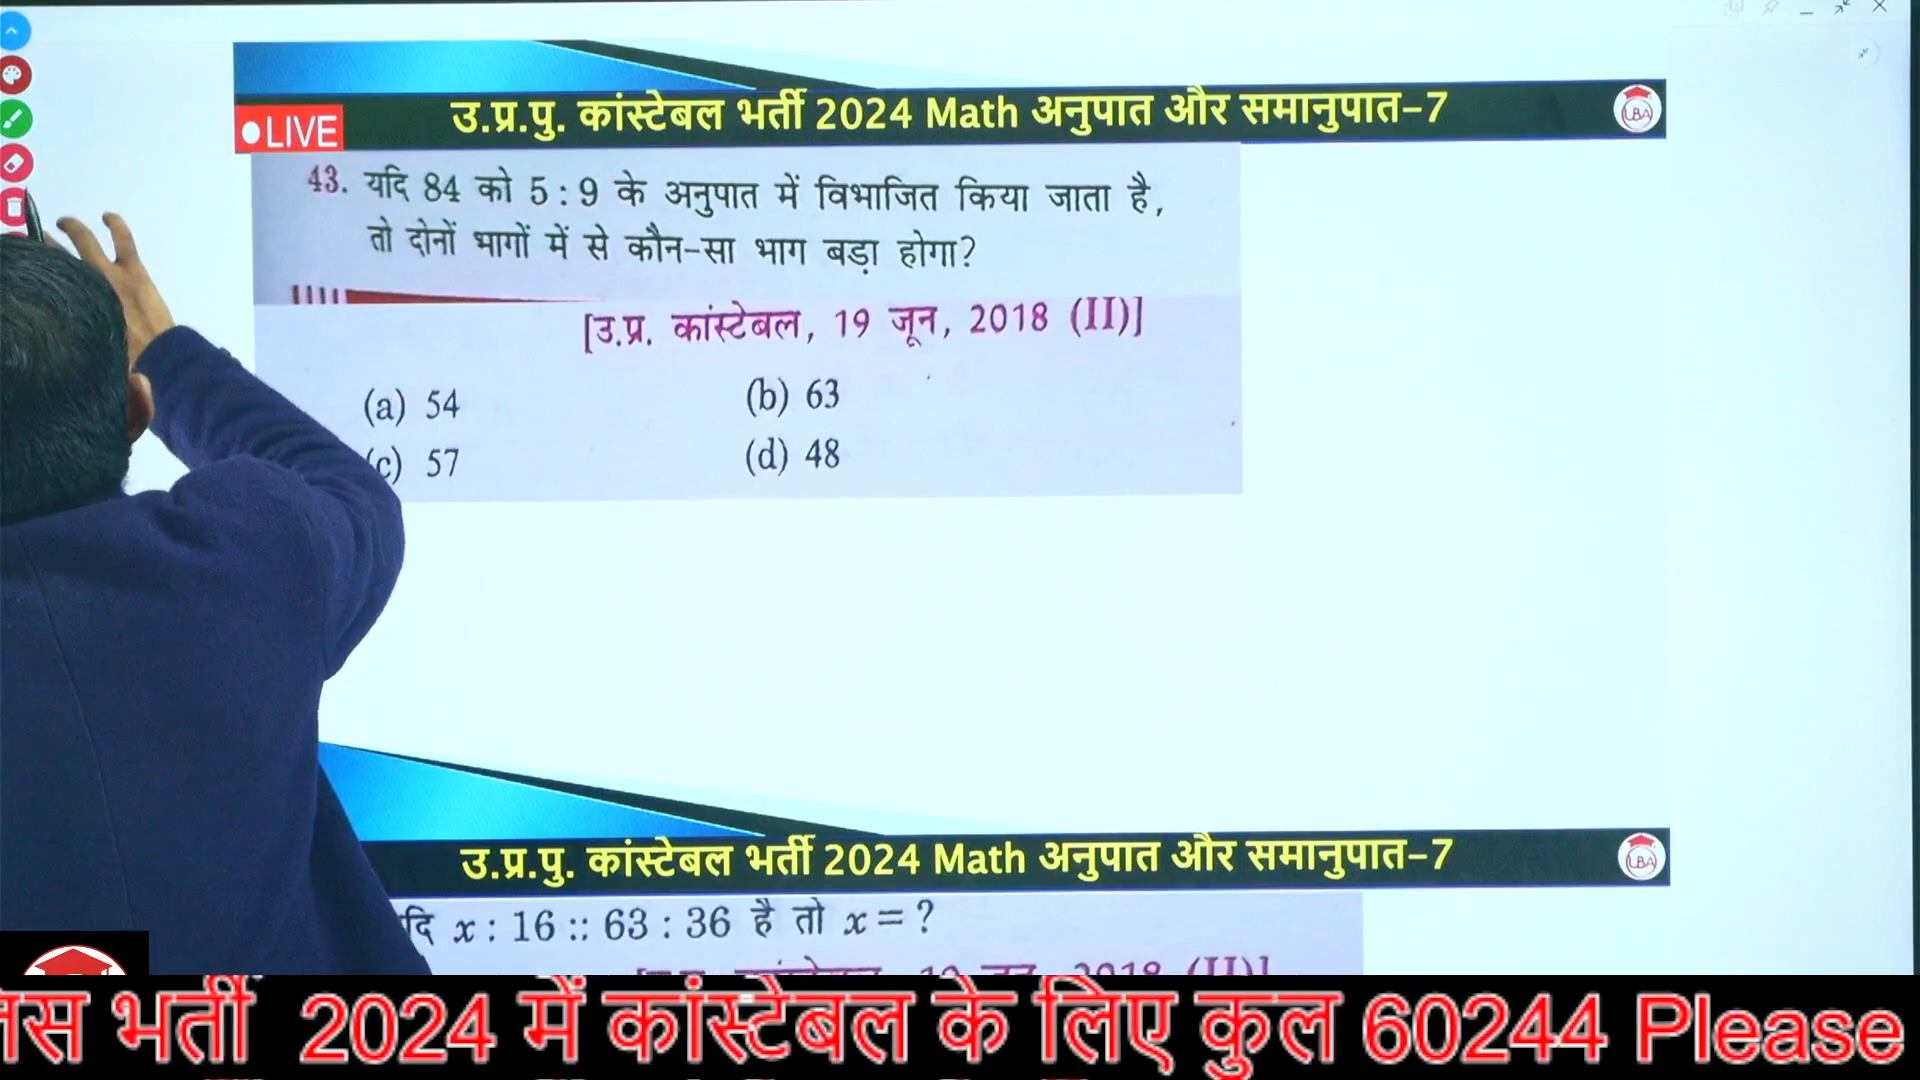 उ.प्र.पु. कांस्टेबल भर्ती 2024 Math अनुपात और समानुपात-7
LBA
LIVE
43. यदि 84 को 5 : 9 के अनुपात में विभाजित किया जाता है,
तो दोनों भागों में से कौन-सा भाग बड़ा होगा?
[उ.प्र. कांस्टेबल, 19 जून, 2018 (II)]
(a) 54 (b) 63
(c) 57 (d) 48
उ.प्र.पु. कांस्टेबल भर्ती 2024 Math अनुपात और समानुपात-7
LBA
दि x : 16 :: 63 : 36 है तो x = ?
भर्ती 2024 में कांस्टेबल के लिए कुल 60244 Please